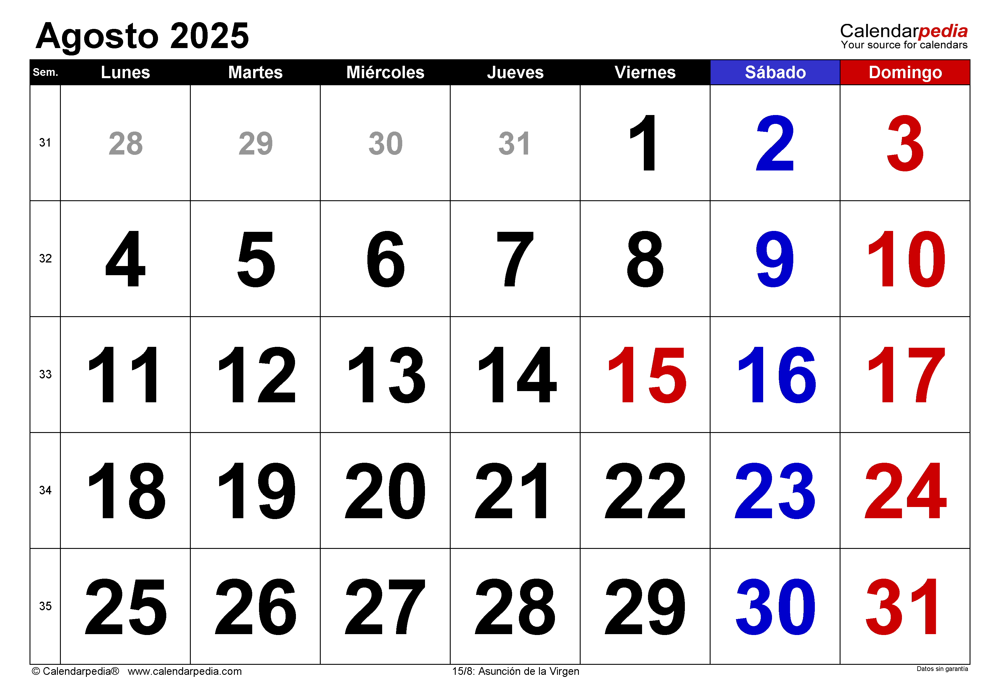 Agosto 2025
Calendarpedia
Your source for calendars
Sem. Lunes Martes Miércoles Jueves Viernes Sábado Domingo
31 28 29 30 31 1 2 3
32 4 5 6 7 8 9 10
33 11 12 13 14 15 16 17
34 18 19 20 21 22 23 24
35 25 26 27 28 29 30 31
© Calendarpedia® www.calendarpedia.com 15/8: Asunción de la Virgen Datos sin garantía